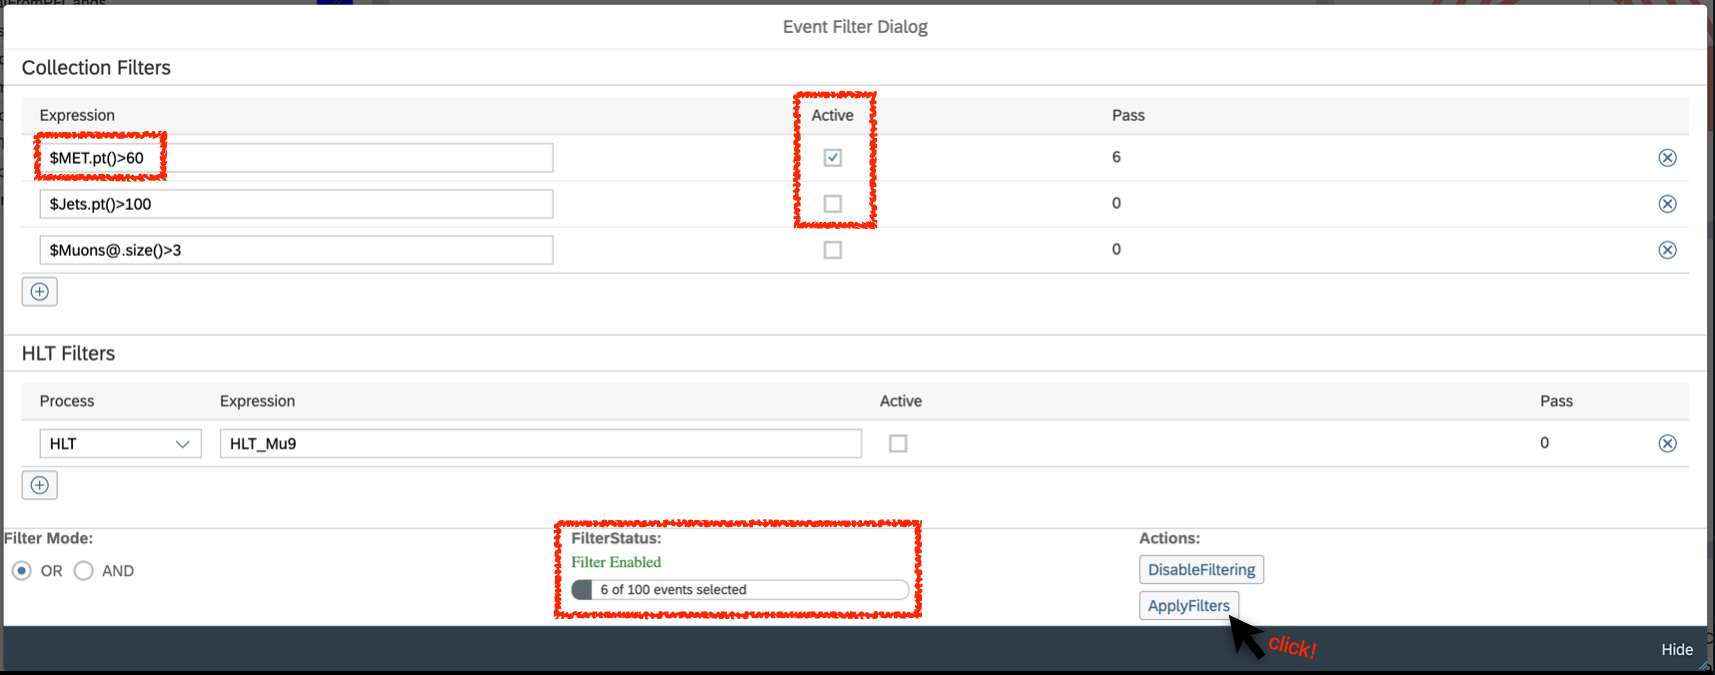 Event Filter Dialog
Collection Filters
Expression Active Pass
$MET.pt()>60 6
$Jets.pt()>100 0
$Muons@.size()>3 0
HLT Filters
Process Expression Active Pass
HLT HLT_Mu9 0
Filter Mode: FilterStatus: Actions:
Filter Enabled
OR AND DisableFiltering
6 of 100 events selected
ApplyFilters
click!
Hide